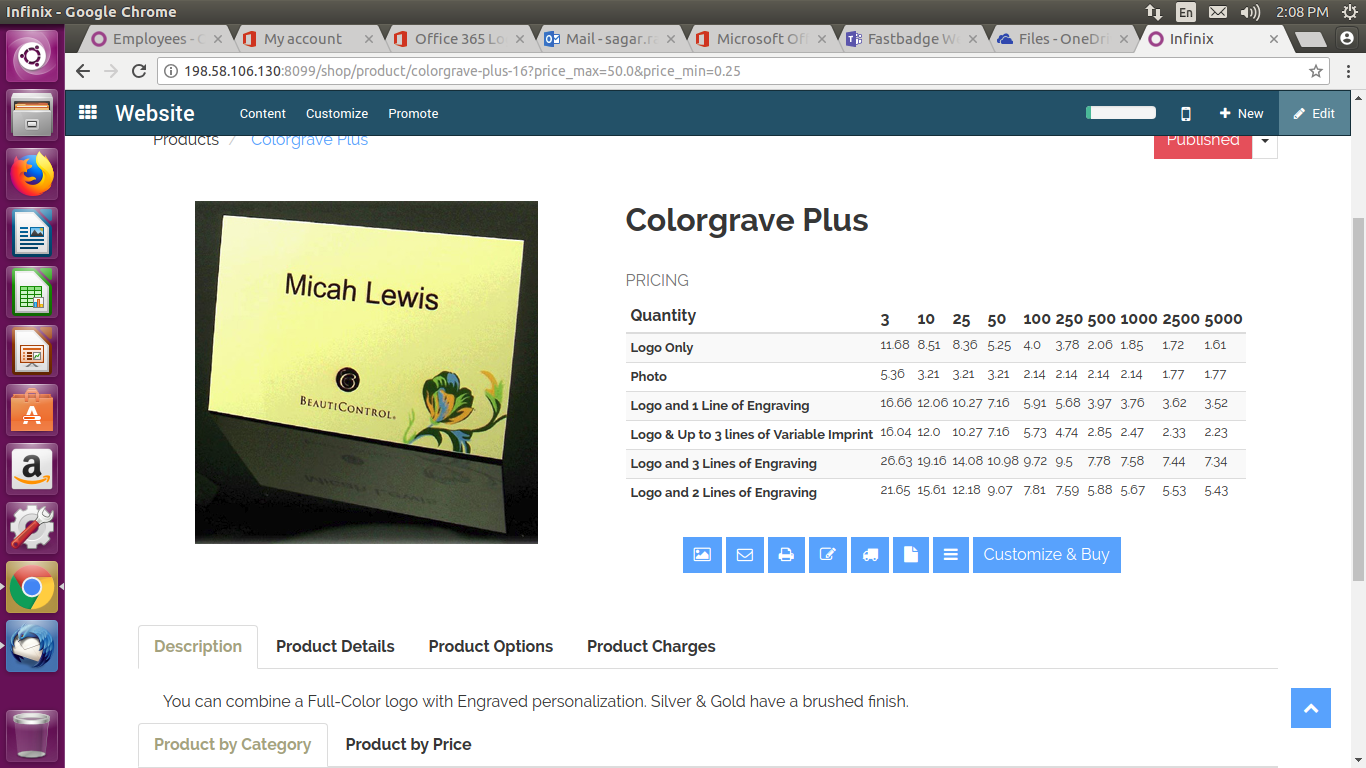 Infinix - Google Chrome
En
2:08 PM
Employees - C
My account
Office 365 Lo
Mail - sagar.ra
Microsoft Off
Fastbadge W
Files - OneDri
Infinix
198.58.106.130:8099/shop/product/colorgrave-plus-16?price_max=50.0&price_min=0.25
Website
Content
Customize
Promote
New
Edit
Products / Colorgrave Plus
Published
Micah Lewis
BEAUTICONTROL
Colorgrave Plus
PRICING
Quantity 3 10 25 50 100 250 500 1000 2500 5000
Logo Only 11.68 8.51 8.36 5.25 4.0 3.78 2.06 1.85 1.72 1.61
Photo 5.36 3.21 3.21 3.21 2.14 2.14 2.14 2.14 1.77 1.77
Logo and 1 Line of Engraving 16.66 12.06 10.27 7.16 5.91 5.68 3.97 3.76 3.62 3.52
Logo & Up to 3 lines of Variable Imprint 16.04 12.0 10.27 7.16 5.73 4.74 2.85 2.47 2.33 2.23
Logo and 3 Lines of Engraving 26.63 19.16 14.08 10.98 9.72 9.5 7.78 7.58 7.44 7.34
Logo and 2 Lines of Engraving 21.65 15.61 12.18 9.07 7.81 7.59 5.88 5.67 5.53 5.43
Customize & Buy
Description
Product Details
Product Options
Product Charges
You can combine a Full-Color logo with Engraved personalization. Silver & Gold have a brushed finish.
Product by Category
Product by Price